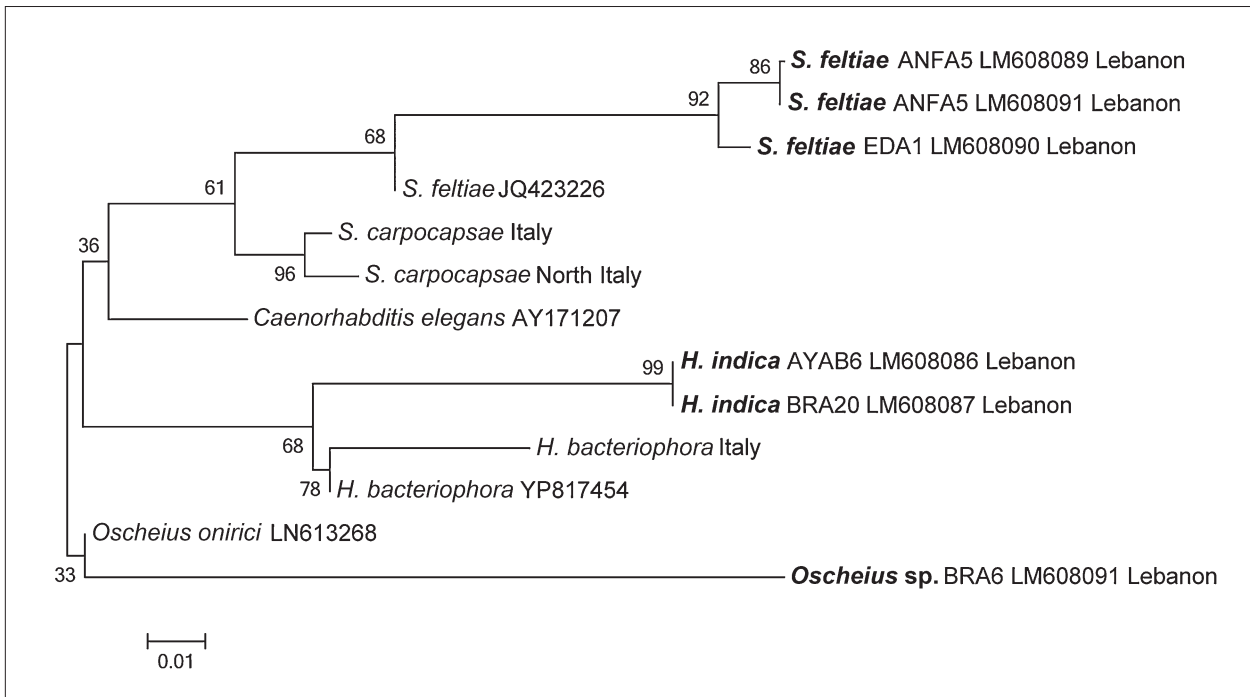 86 S. feltiae ANFA5 LM608089 Lebanon
92 S. feltiae ANFA5 LM608091 Lebanon
68 S. feltiae EDA1 LM608090 Lebanon
61 S. feltiae JQ423226
S. carpocapsae Italy
36 96 S. carpocapsae North Italy
Caenorhabditis elegans AY171207
99 H. indica AYAB6 LM608086 Lebanon
H. indica BRA20 LM608087 Lebanon
68 H. bacteriophora Italy
78 H. bacteriophora YP817454
Oscheius onirici LN613268
33 Oscheius sp. BRA6 LM608091 Lebanon
0.01